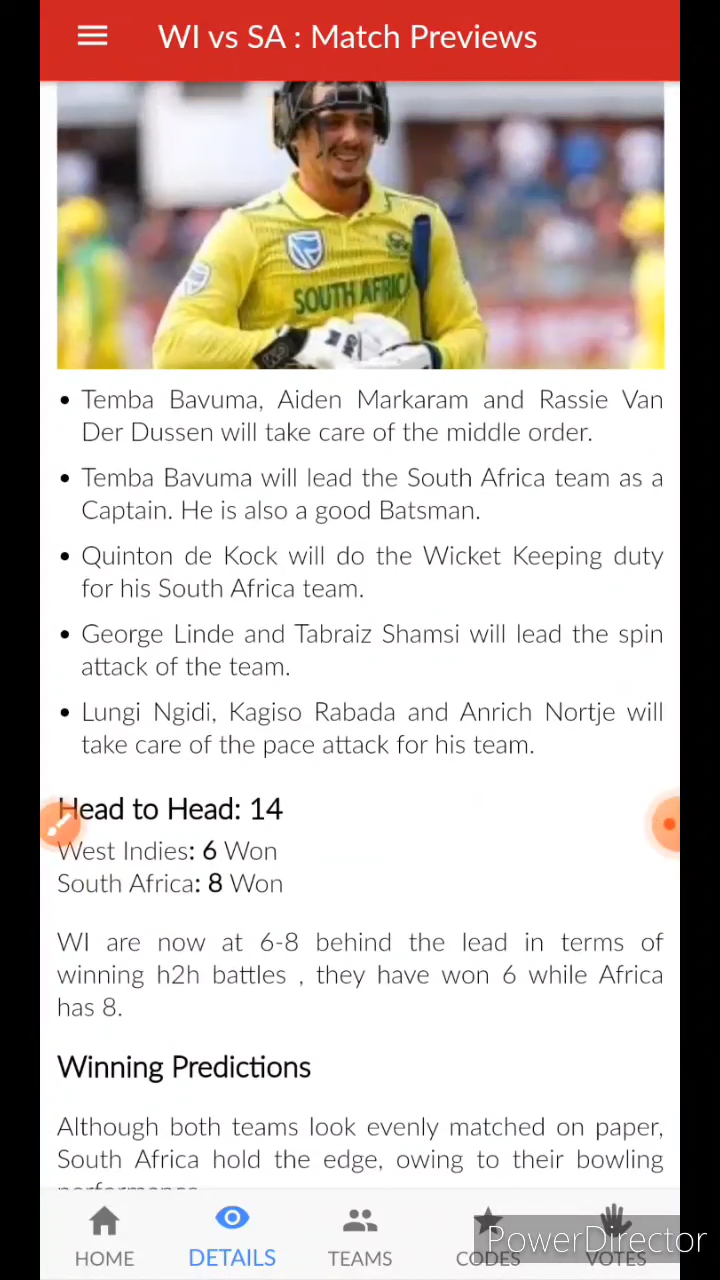 WI vs SA : Match Previews
SOUTH AFRICA
Temba Bavuma, Aiden Markaram and Rassie Van
Der Dussen will take care of the middle order.
Temba Bavuma will lead the South Africa team as a
Captain. He is also a good Batsman.
Quinton de Kock will do the Wicket Keeping duty
for his South Africa team.
George Linde and Tabraiz Shamsi will lead the spin
attack of the team.
Lungi Ngidi, Kagiso Rabada and Anrich Nortje will
take care of the pace attack for his team.
Head to Head: 14
West Indies: 6 Won
South Africa: 8 Won
WI are now at 6-8 behind the lead in terms of
winning h2h battles , they have won 6 while Africa
has 8.
Winning Predictions
Although both teams look evenly matched on paper,
South Africa hold the edge, owing to their bowling
HOME
DETAILS
TEAMS
CODES
VOTES
PowerDirector